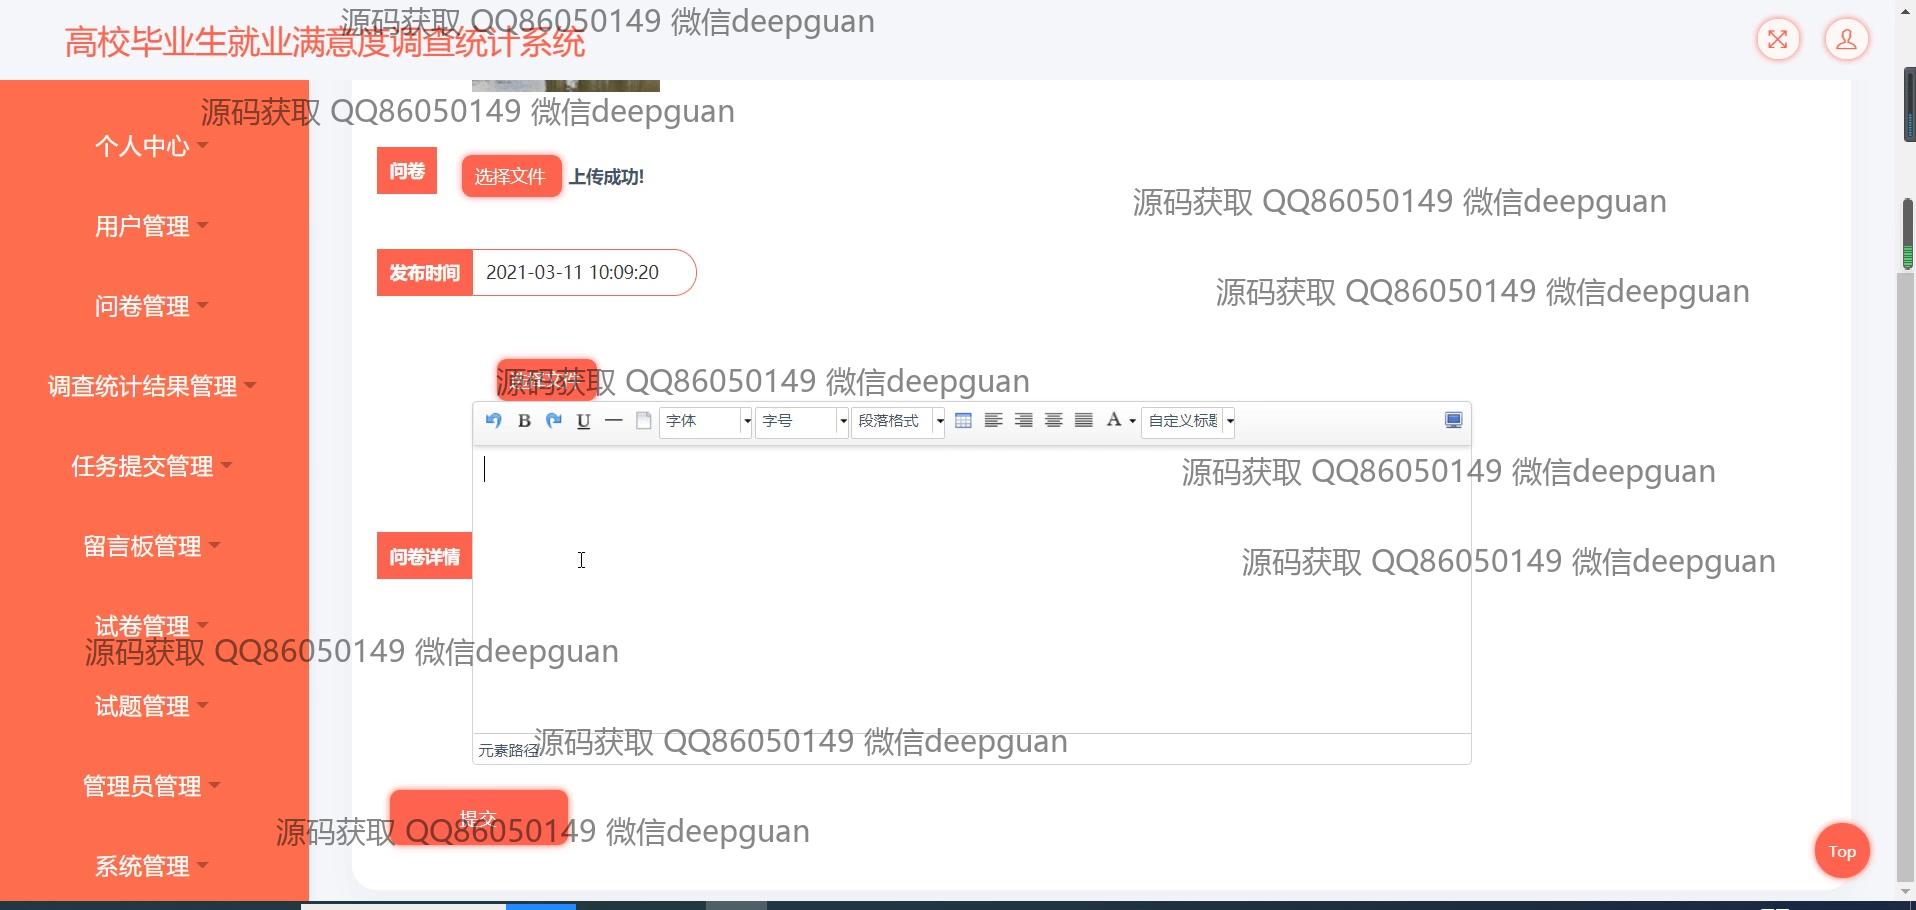 源码获取 QQ86050149 微信deepguan
高校毕业生就业满意度调查统计系统
源码获取 QQ86050149 微信deepguan
个人中心
问卷
选择文件
上传成功!
源码获取 QQ86050149 微信deepguan
用户管理
发布时间
2021-03-11 10:09:20
源码获取 QQ86050149 微信deepguan
问卷管理
选择文件
源码获取 QQ86050149 微信deepguan
调查统计结果管理
B U 字体 字号 段落格式 A 自定义标题
任务提交管理
源码获取 QQ86050149 微信deepguan
留言板管理
问卷详情
源码获取 QQ86050149 微信deepguan
试卷管理
源码获取 QQ86050149 微信deepguan
试题管理
元素路径
源码获取 QQ86050149 微信deepguan
管理员管理
提交
源码获取 QQ86050149 微信deepguan
Top
系统管理